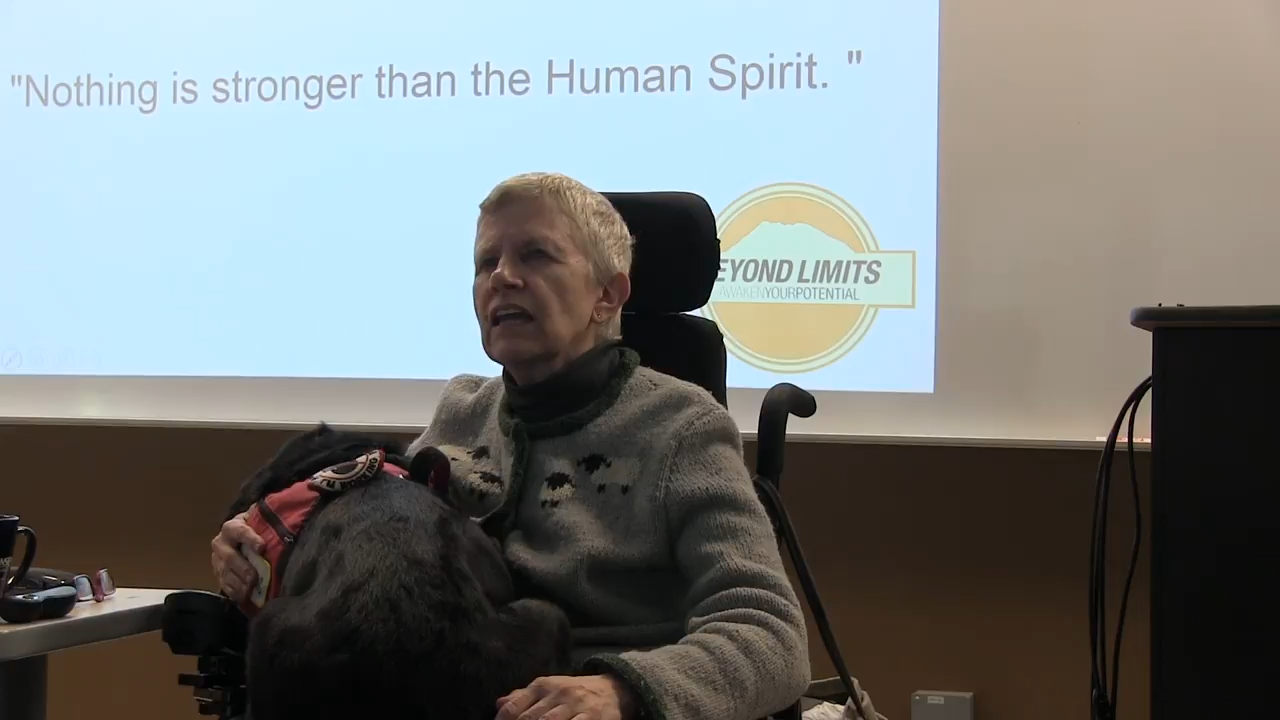 "Nothing is stronger than the Human Spirit. "
EYOND LIMITS
AWAKENYOURPOTENTIAL